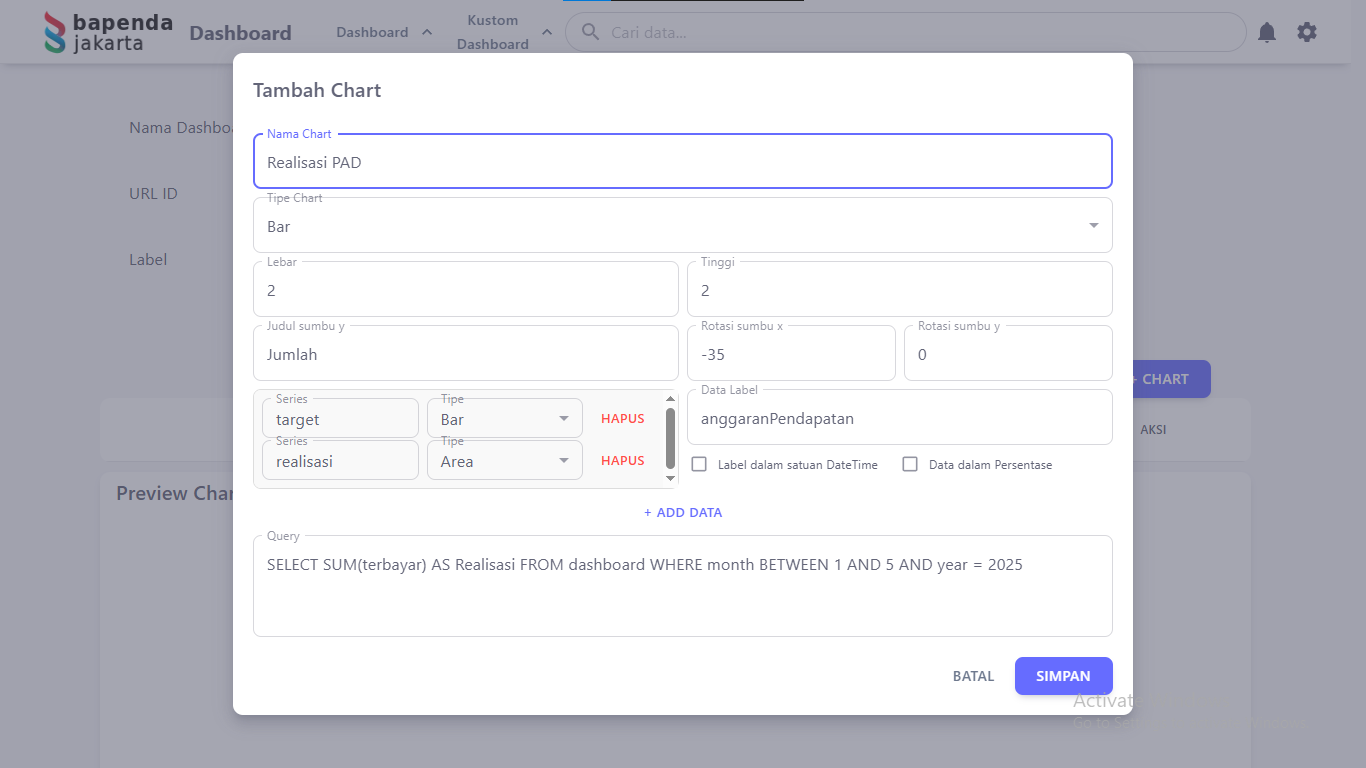 bapenda
jakarta
Dashboard
Dashboard
Kustom
Dashboard
Cari data...
Tambah Chart
Nama Dashboa
URL ID
Label
Nama Chart
Realisasi PAD
Tipe Chart
Bar
Lebar
2
Tinggi
2
Judul sumbu y
Jumlah
Rotasi sumbu x
-35
Rotasi sumbu y
0
+ CHART
Series
target
Tipe
Bar
HAPUS
Series
realisasi
Tipe
Area
HAPUS
Data Label
anggaranPendapatan
Label dalam satuan DateTime
Data dalam Persentase
AKSI
Preview Char
+ ADD DATA
Query
SELECT SUM(terbayar) AS Realisasi FROM dashboard WHERE month BETWEEN 1 AND 5 AND year = 2025
BATAL
SIMPAN
Activate
Go to Se